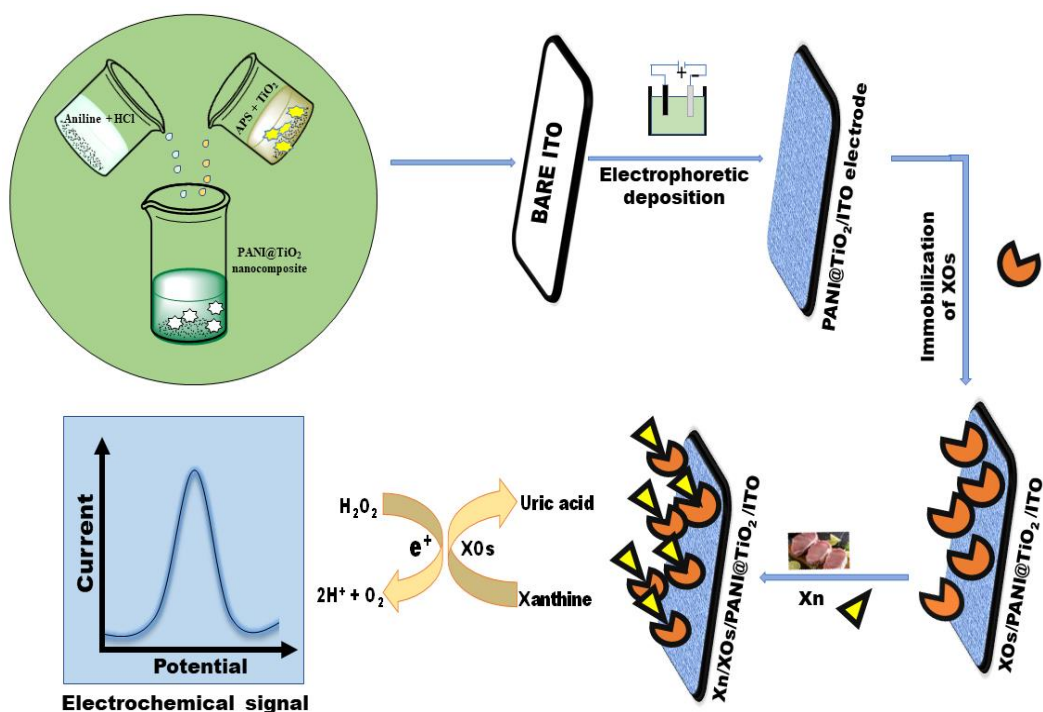 Aniline + HCl
APS + TiO₂
PANI@TiO₂
nanocomposite
BARE ITO
+
-
Electrophoretic
deposition
PANI@TiO₂/ITO electrode
Immobilization
of XOs
XOs/PANI@TiO₂ /ITO
Xn
Xn/XOs/PANI@TiO₂ /ITO
H₂O₂
Uric acid
e⁺
XOs
2H⁺ + O₂
Xanthine
Current
Potential
Electrochemical signal